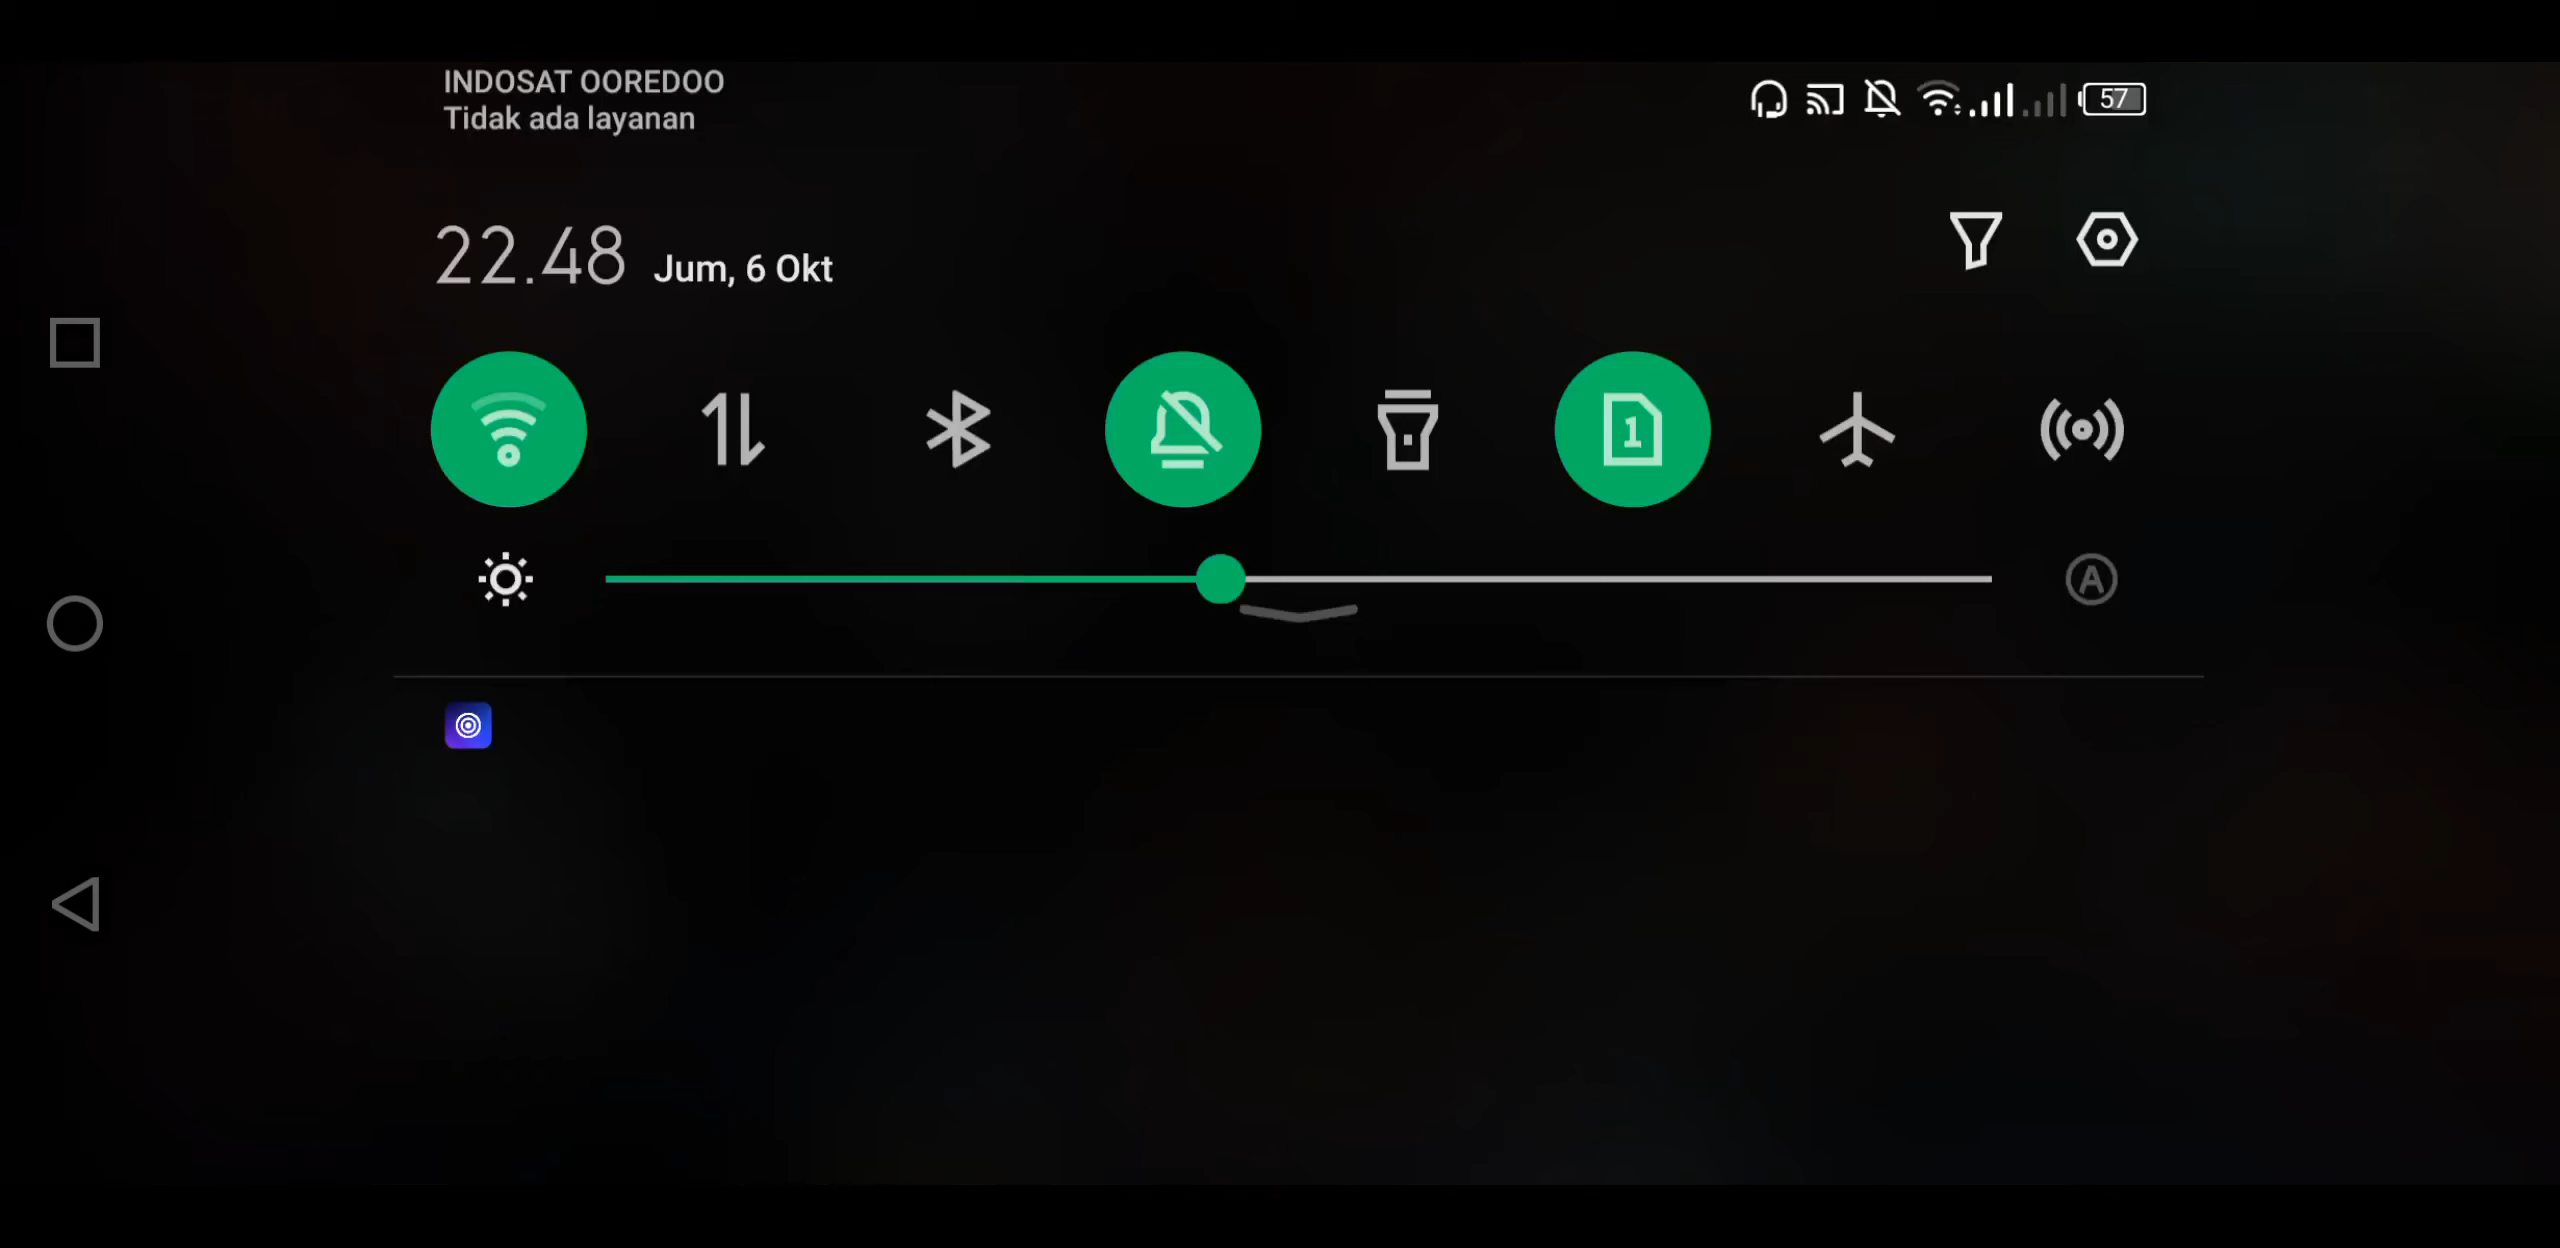 INDOSAT OOREDOO
Tidak ada layanan
57
22.48 Jum, 6 Okt
1
A